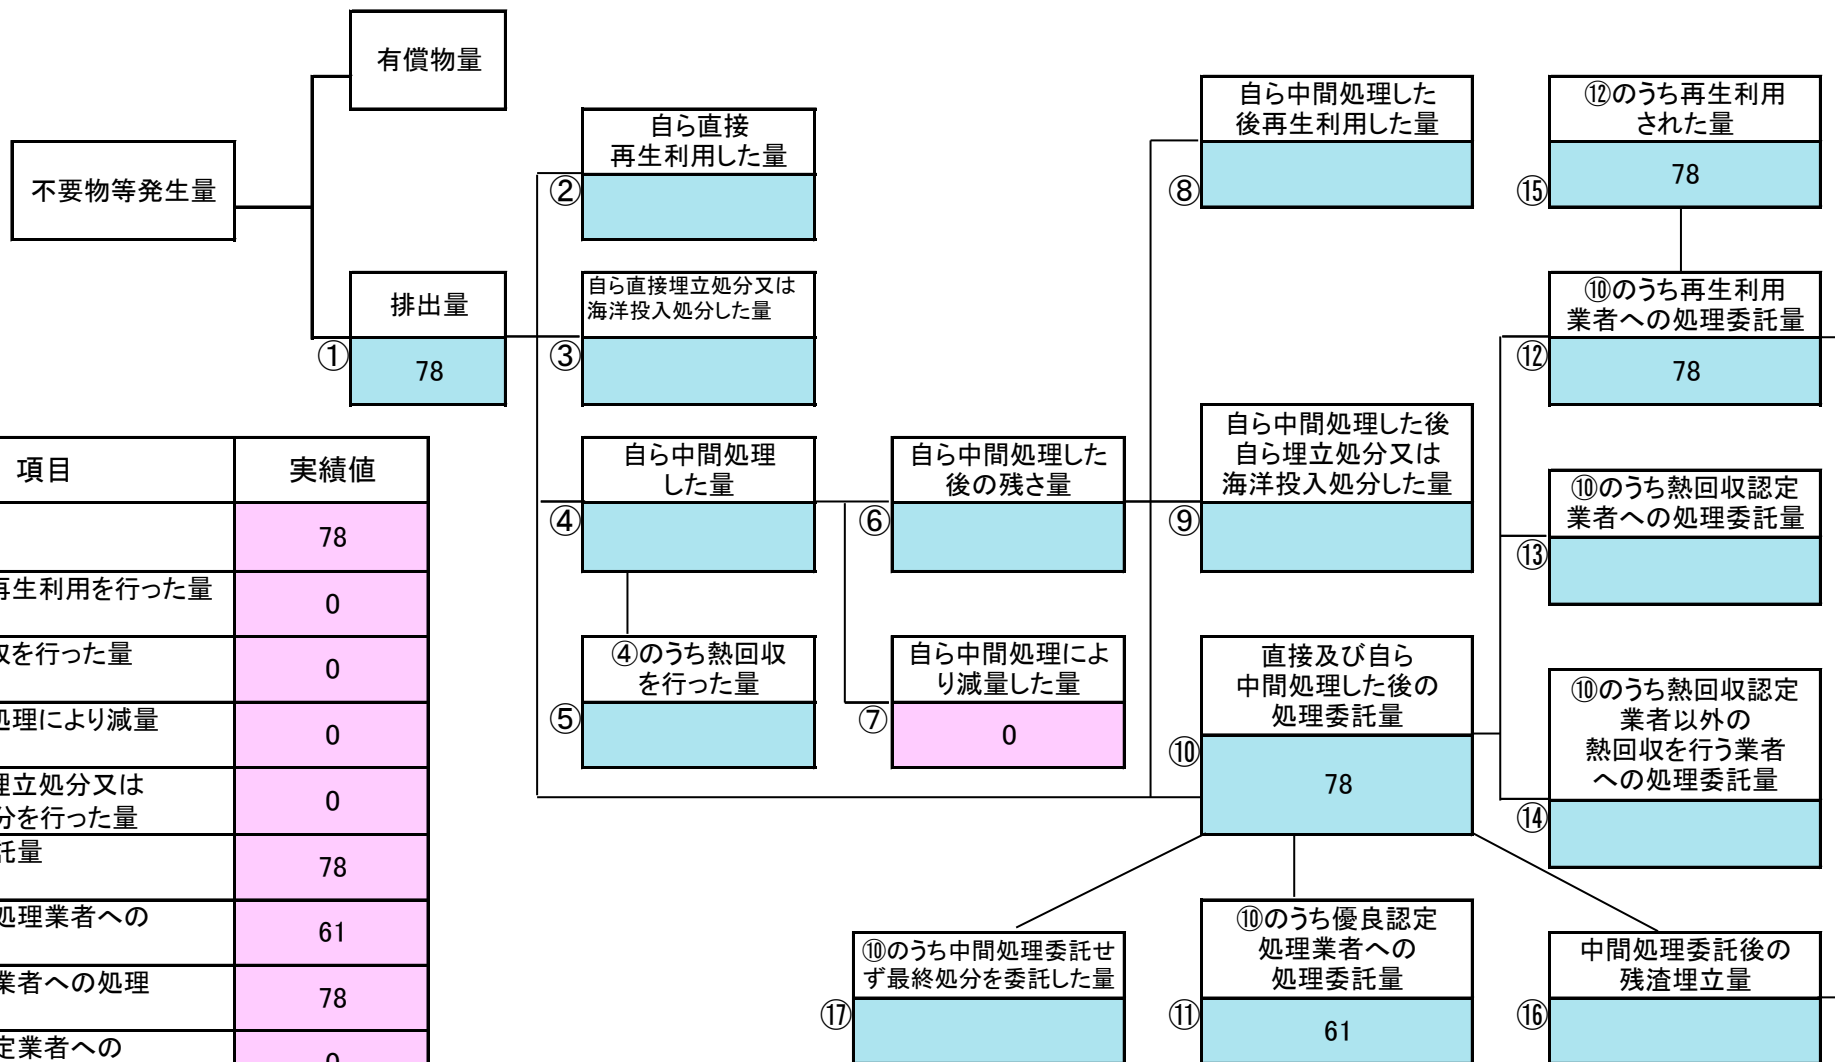 有償物量
不要物等発生量
排出量
①
78
自ら直接
再生利用した量
②
自ら直接埋立処分又は
海洋投入処分した量
③
自ら中間処理
した量
④
④のうち熱回収
を行った量
⑤
自ら中間処理した
後の残さ量
⑥
自ら中間処理によ
り減量した量
⑦
0
自ら中間処理した
後再生利用した量
⑧
自ら中間処理した後
自ら埋立処分又は
海洋投入処分した量
⑨
直接及び自ら
中間処理した後の
処理委託量
⑩
78
⑩のうち優良認定
処理業者への
処理委託量
⑪
61
⑫のうち再生利用
された量
⑮
78
⑩のうち再生利用
業者への処理委託量
⑫
78
⑩のうち熱回収認定
業者への処理委託量
⑬
⑩のうち熱回収認定
業者以外の
熱回収を行う業者
への処理委託量
⑭
中間処理委託後の
残渣埋立量
⑯
⑩のうち中間処理委託せ
ず最終処分を委託した量
⑰
項目 実績値
78
再生利用を行った量
0
を行った量
0
処理により減量
0
埋立処分又は
分を行った量
0
託量
78
処理業者への
61
業者への処理
78
定業者への
0